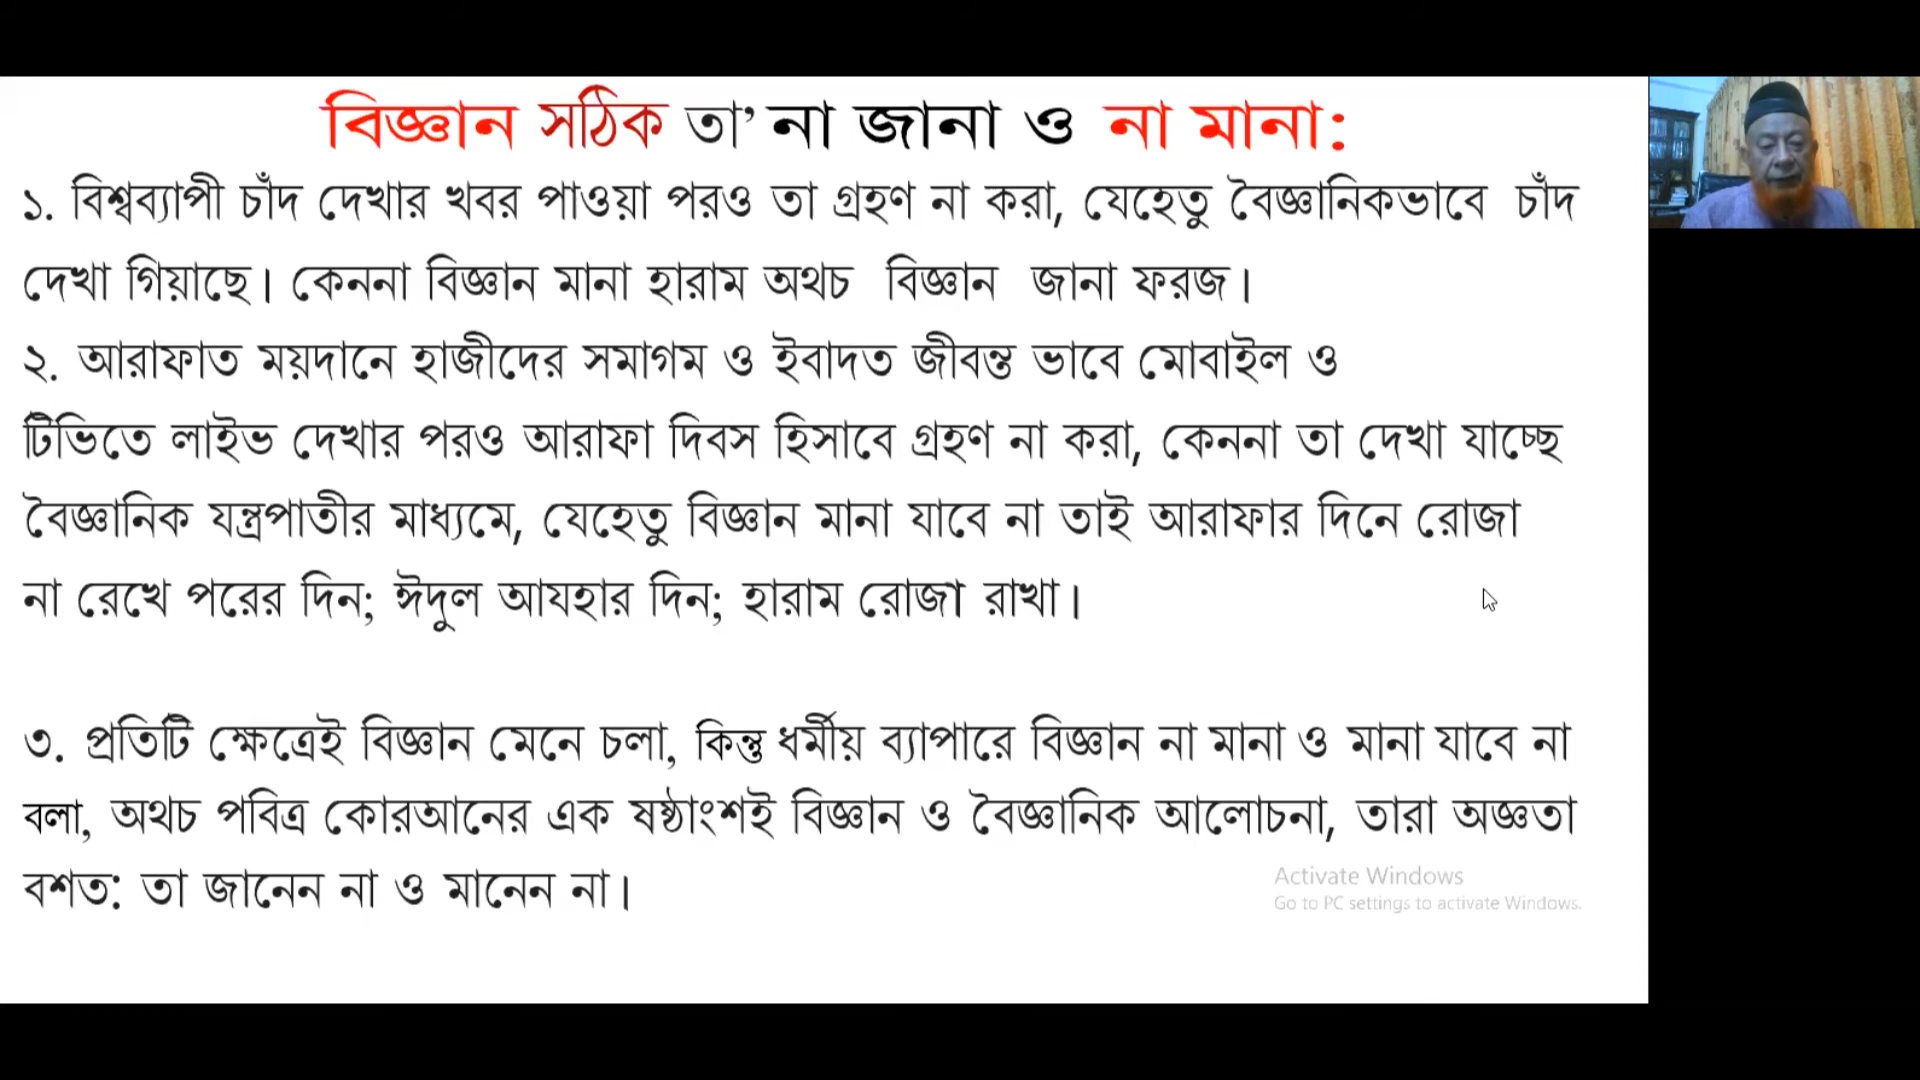 বিজ্ঞান সঠিক তা’ না জানা ও না মানা:
১. বিশ্বব্যাপী চাঁদ দেখার খবর পাওয়া পরও তা গ্রহণ না করা, যেহেতু বৈজ্ঞানিকভাবে চাঁদ
দেখা গিয়াছে। কেননা বিজ্ঞান মানা হারাম অথচ বিজ্ঞান জানা ফরজ।
২. আরাফাত ময়দানে হাজীদের সমাগম ও ইবাদত জীবন্ত ভাবে মোবাইল ও
টিভিতে লাইভ দেখার পরও আরাফা দিবস হিসাবে গ্রহণ না করা, কেননা তা দেখা যাচ্ছে
বৈজ্ঞানিক যন্ত্রপাতীর মাধ্যমে, যেহেতু বিজ্ঞান মানা যাবে না তাই আরাফার দিনে রোজা
না রেখে পরের দিন; ঈদুল আযহার দিন; হারাম রোজা রাখা।
৩. প্রতিটি ক্ষেত্রেই বিজ্ঞান মেনে চলা, কিন্তু ধর্মীয় ব্যাপারে বিজ্ঞান না মানা ও মানা যাবে না
বলা, অথচ পবিত্র কোরআনের এক ষষ্ঠাংশই বিজ্ঞান ও বৈজ্ঞানিক আলোচনা, তারা অজ্ঞতা
বশত: তা জানেন না ও মানেন না।
Activate Windows
Go to PC settings to activate Windows.